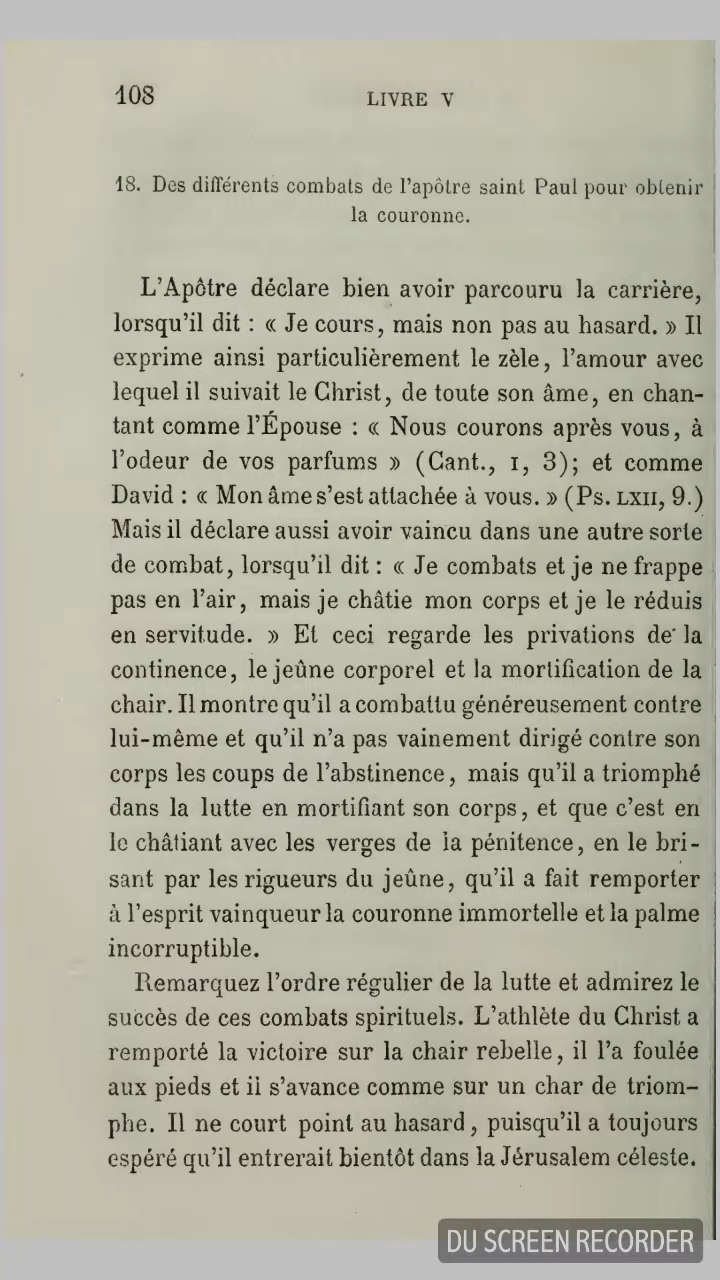 108
LIVRE V
18. Des différents combats de l'apôtre saint Paul pour obtenir
la couronne.
L'Apôtre déclare bien avoir parcouru la carrière,
lorsqu'il dit : « Je cours, mais non pas au hasard. » Il
exprime ainsi particulièrement le zèle, l'amour avec
lequel il suivait le Christ, de toute son âme, en chan-
tant comme l'Épouse : « Nous courons après vous, à
l'odeur de vos parfums » (Cant., I, 3); et comme
David : « Mon âme s'est attachée à vous. » (Ps. LXII, 9.)
Mais il déclare aussi avoir vaincu dans une autre sorte
de combat, lorsqu'il dit : « Je combats et je ne frappe
pas en l'air, mais je châtie mon corps et je le réduis
en servitude. » Et ceci regarde les privations de la
continence, le jeûne corporel et la mortification de la
chair. Il montre qu'il a combattu généreusement contre
lui-même et qu'il n'a pas vainement dirigé contre son
corps les coups de l'abstinence, mais qu'il a triomphé
dans la lutte en mortifiant son corps, et que c'est en
le châtiant avec les verges de la pénitence, en le bri-
sant par les rigueurs du jeûne, qu'il a fait remporter
à l'esprit vainqueur la couronne immortelle et la palme
incorruptible.
Remarquez l'ordre régulier de la lutte et admirez le
succès de ces combats spirituels. L'athlète du Christ a
remporté la victoire sur la chair rebelle, il l'a foulée
aux pieds et il s'avance comme sur un char de triom-
phe. Il ne court point au hasard, puisqu'il a toujours
espéré qu'il entrerait bientôt dans la Jérusalem céleste.
DU SCREEN RECORDER